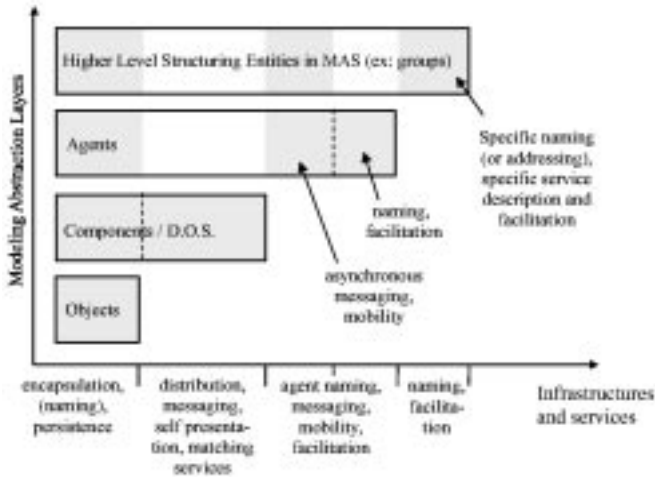 Modeling Abstraction Layers
Higher Level Structuring Entities in MAS (ex: groups)
Agents
Components / D.O.S.
Objects
Specific naming
(or addressing),
specific service
description and
facilitation
naming,
facilitation
asynchronous
messaging,
mobility
encapsulation,
(naming),
persistence
distribution,
messaging,
self presenta-
tion, matching
services
agent naming,
messaging,
mobility,
facilitation
naming,
facilita-
tion
Infrastructures
and services